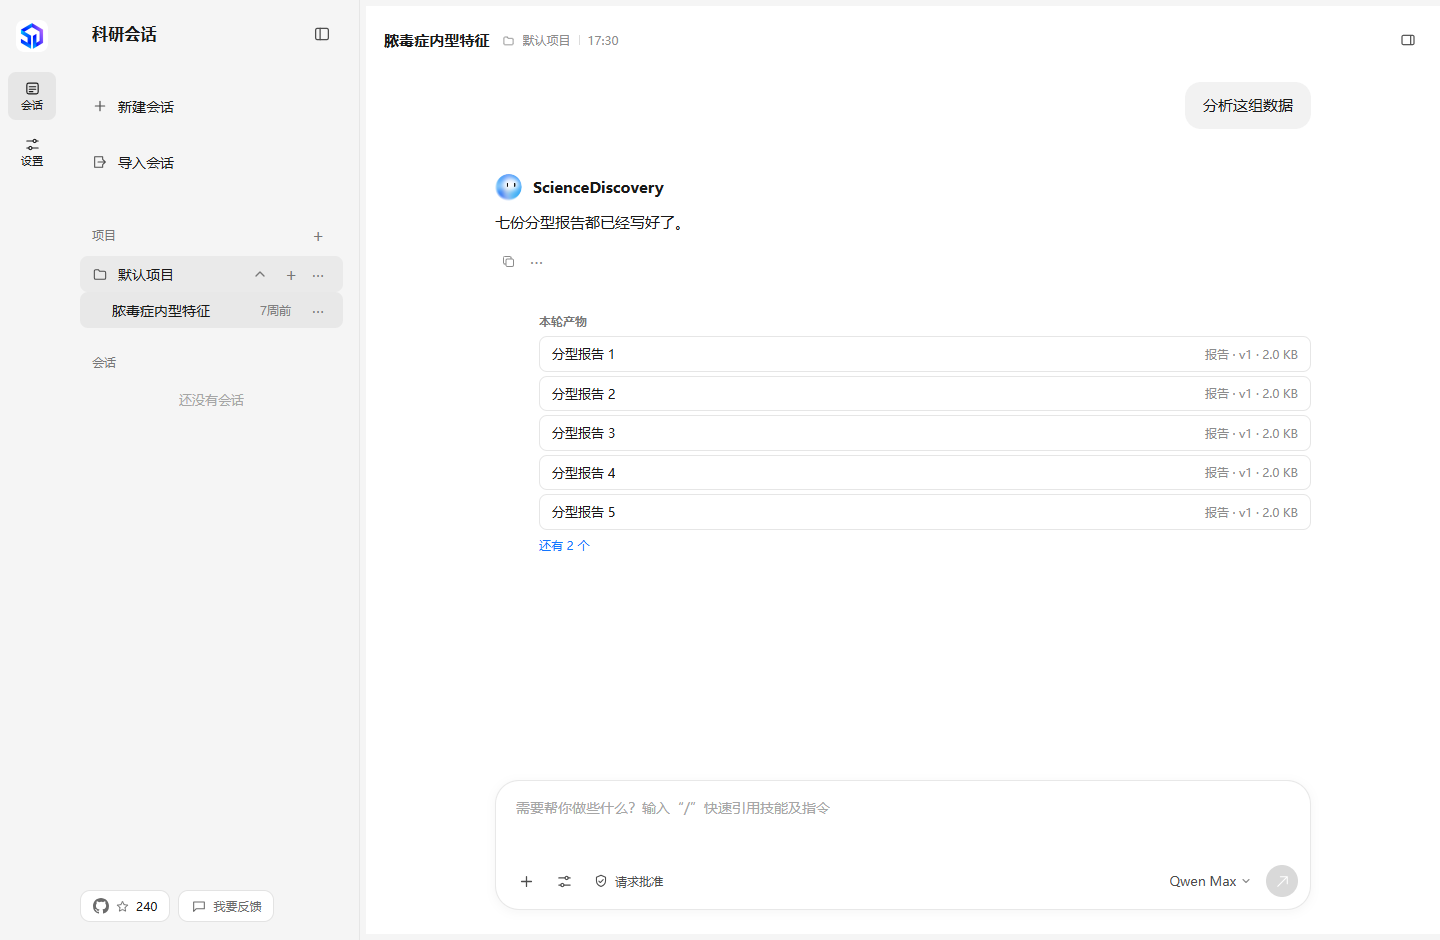 科研会话
会话
设置
新建会话
导入会话
项目
默认项目
脓毒症内型特征 7周前
会话
还没有会话
240
我要反馈
脓毒症内型特征 默认项目 17:30
分析这组数据
ScienceDiscovery
七份分型报告都已经写好了。
本轮产物
分型报告 1 报告 · v1 · 2.0 KB
分型报告 2 报告 · v1 · 2.0 KB
分型报告 3 报告 · v1 · 2.0 KB
分型报告 4 报告 · v1 · 2.0 KB
分型报告 5 报告 · v1 · 2.0 KB
还有 2 个
需要帮你做些什么？输入“/”快速引用技能及指令
请求批准 Qwen Max